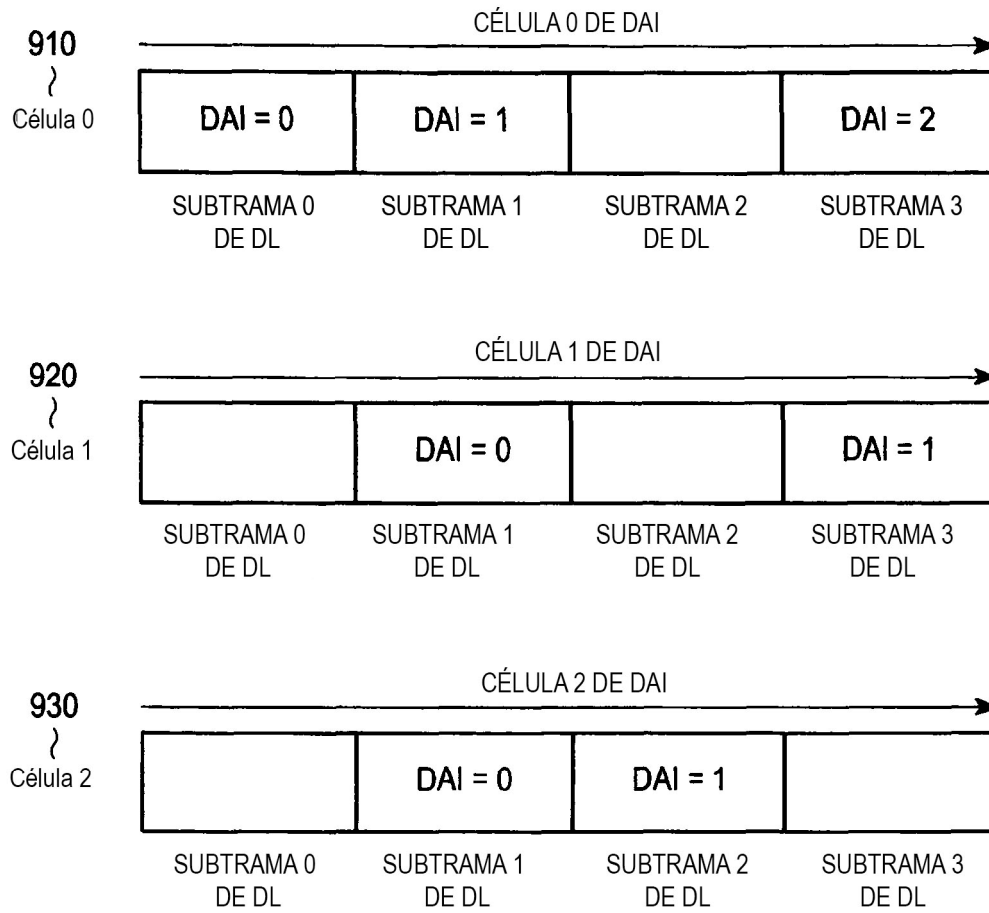 CÉLULA 0 DE DAI
910
Célula 0
DAI = 0
DAI = 1
DAI = 2
SUBTRAMA 0
DE DL
SUBTRAMA 1
DE DL
SUBTRAMA 2
DE DL
SUBTRAMA 3
DE DL
CÉLULA 1 DE DAI
920
Célula 1
DAI = 0
DAI = 1
SUBTRAMA 0
DE DL
SUBTRAMA 1
DE DL
SUBTRAMA 2
DE DL
SUBTRAMA 3
DE DL
CÉLULA 2 DE DAI
930
Célula 2
DAI = 0
DAI = 1
SUBTRAMA 0
DE DL
SUBTRAMA 1
DE DL
SUBTRAMA 2
DE DL
SUBTRAMA 3
DE DL